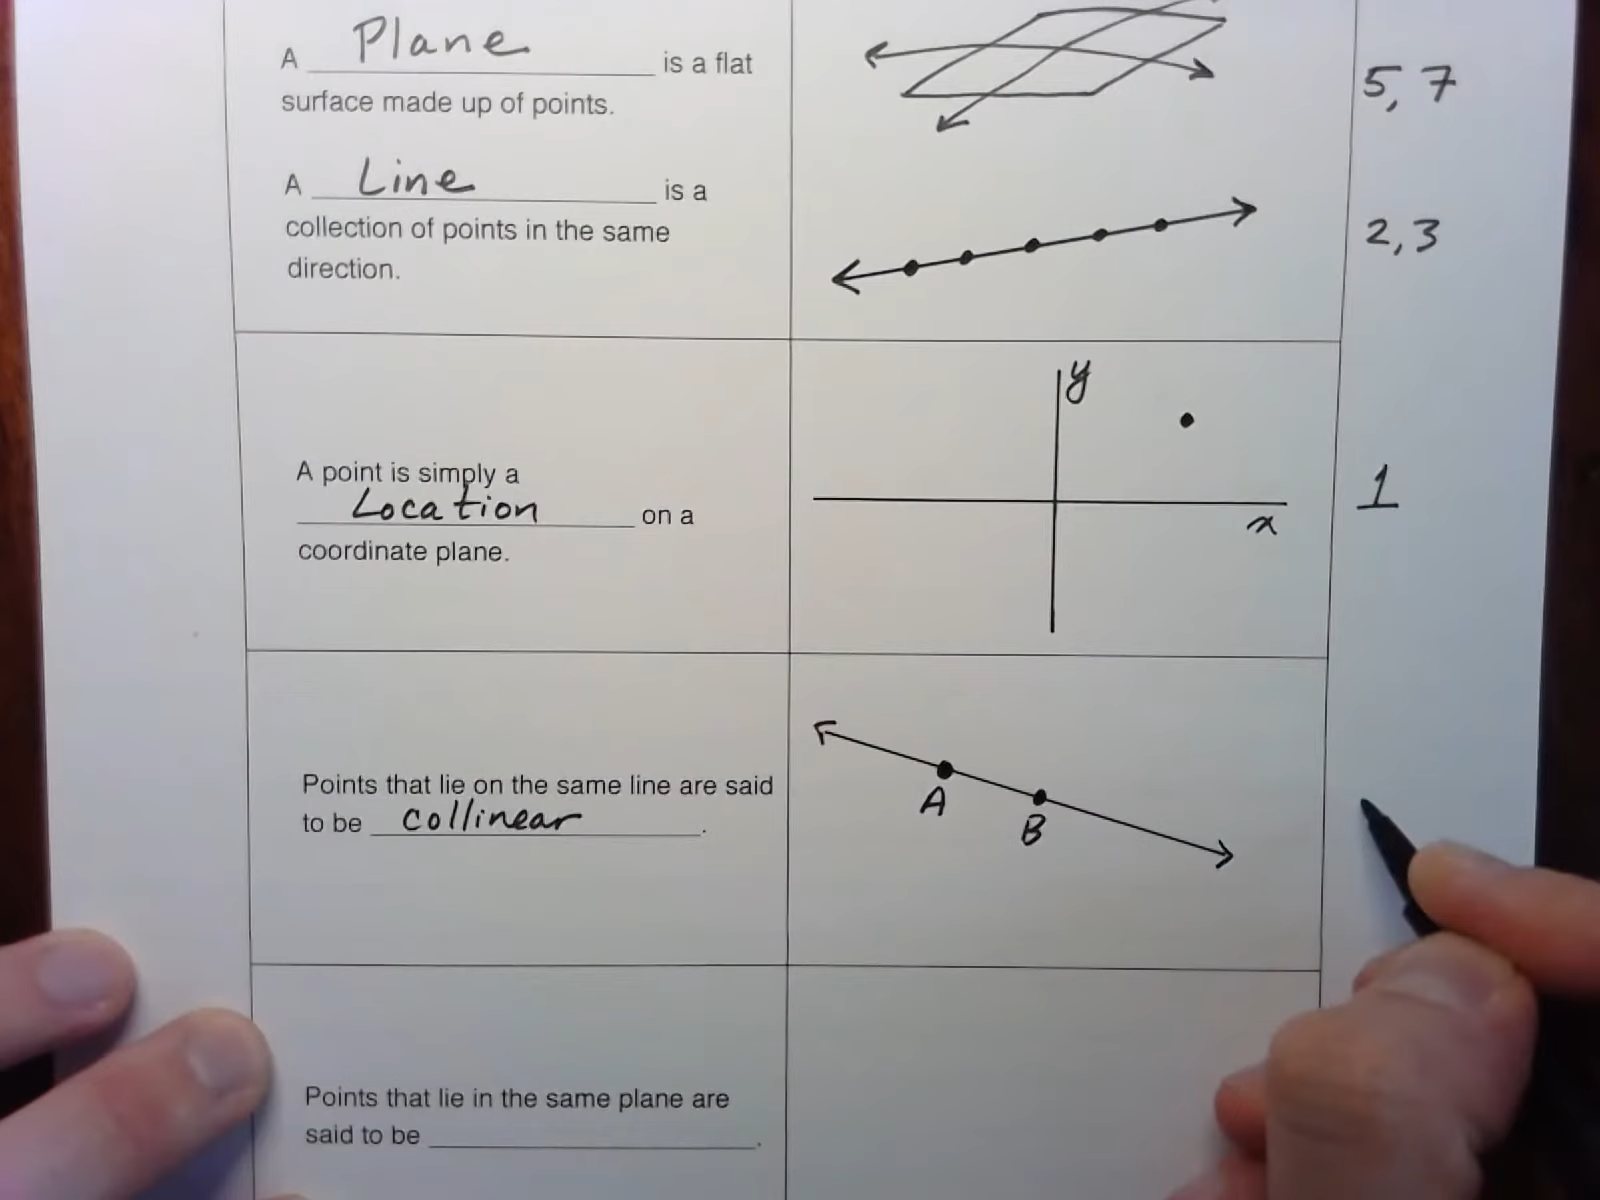 A Plane is a flat
surface made up of points.
5, 7
A Line is a
collection of points in the same
direction.
2, 3
y
A point is simply a
Location on a
coordinate plane.
x
1
Points that lie on the same line are said
to be collinear.
A
B
Points that lie in the same plane are
said to be .